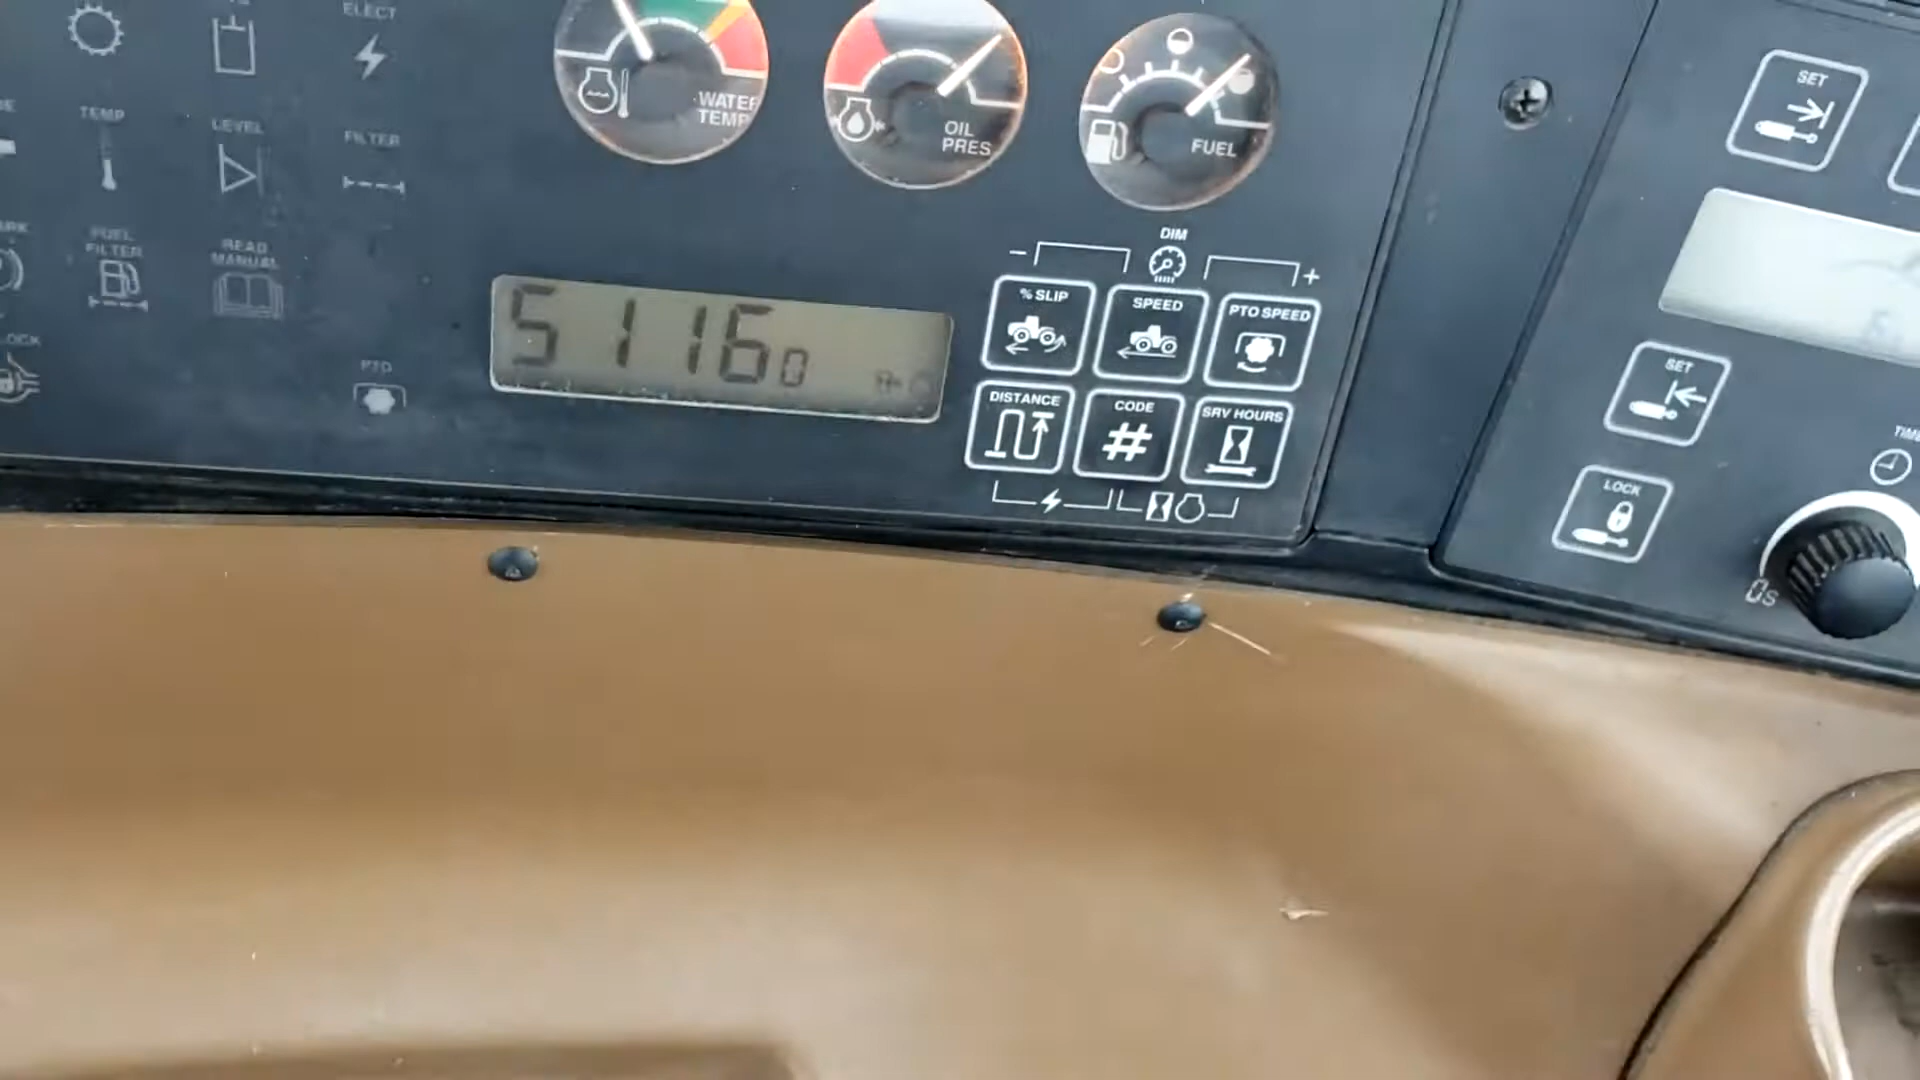 ELECT
WATER
TEMP
OIL
PRES
FUEL
TEMP
LEVEL
FILTER
FUEL
FILTER
READ
MANUAL
PTO
51160
DIM
- +
% SLIP
SPEED
PTO SPEED
DISTANCE
CODE
#
SRV HOURS
SET
SET
LOCK
0s